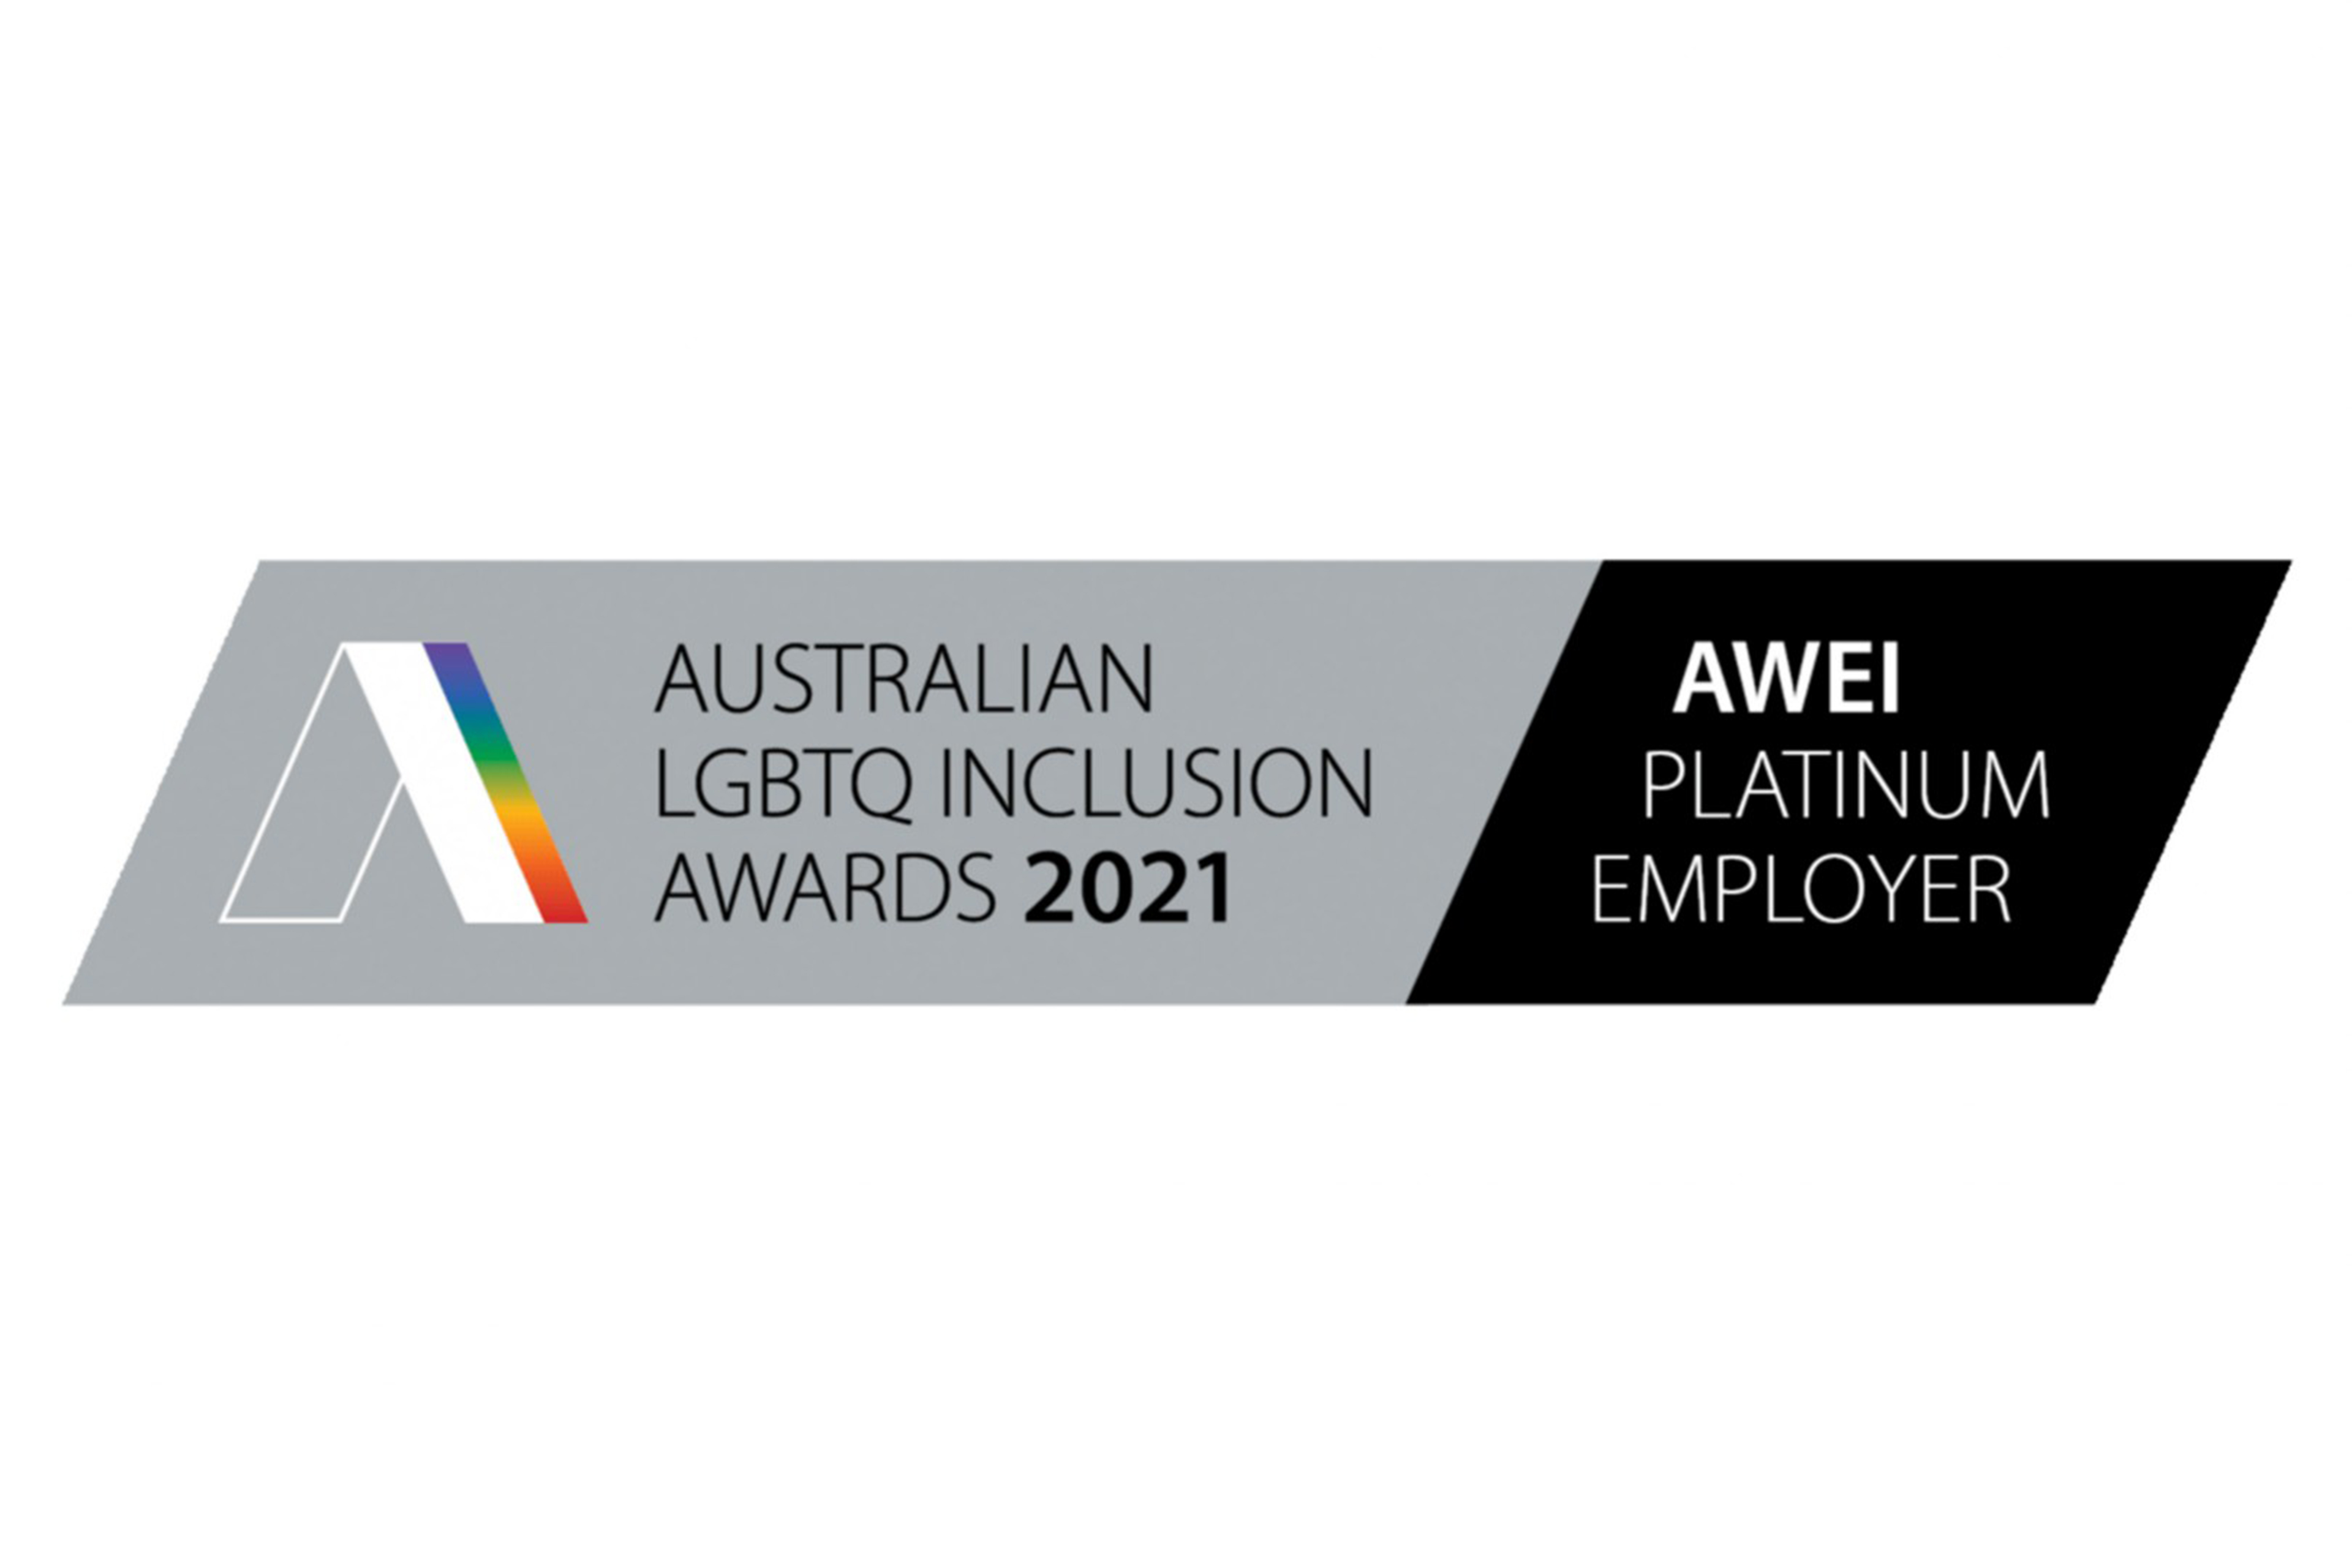 AUSTRALIAN
LGBTQ INCLUSION
AWARDS 2021
AWEI
PLATINUM
EMPLOYER